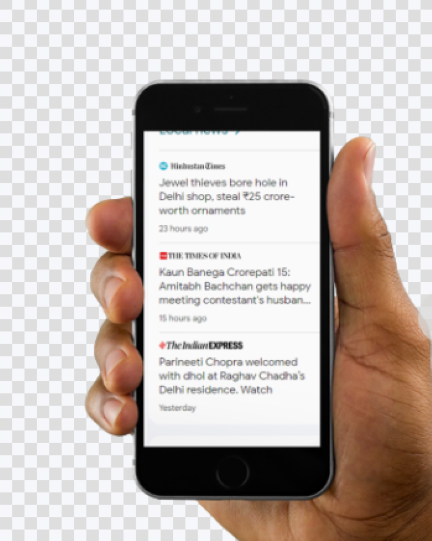 Local news >
Hindustan Times
Jewel thieves bore hole in
Delhi shop, steal ₹25 crore-
worth ornaments
23 hours ago
THE TIMES OF INDIA
Kaun Banega Crorepati 15:
Amitabh Bachchan gets happy
meeting contestant's husban...
15 hours ago
The Indian EXPRESS
Parineeti Chopra welcomed
with dhol at Raghav Chadha's
Delhi residence. Watch
Yesterday